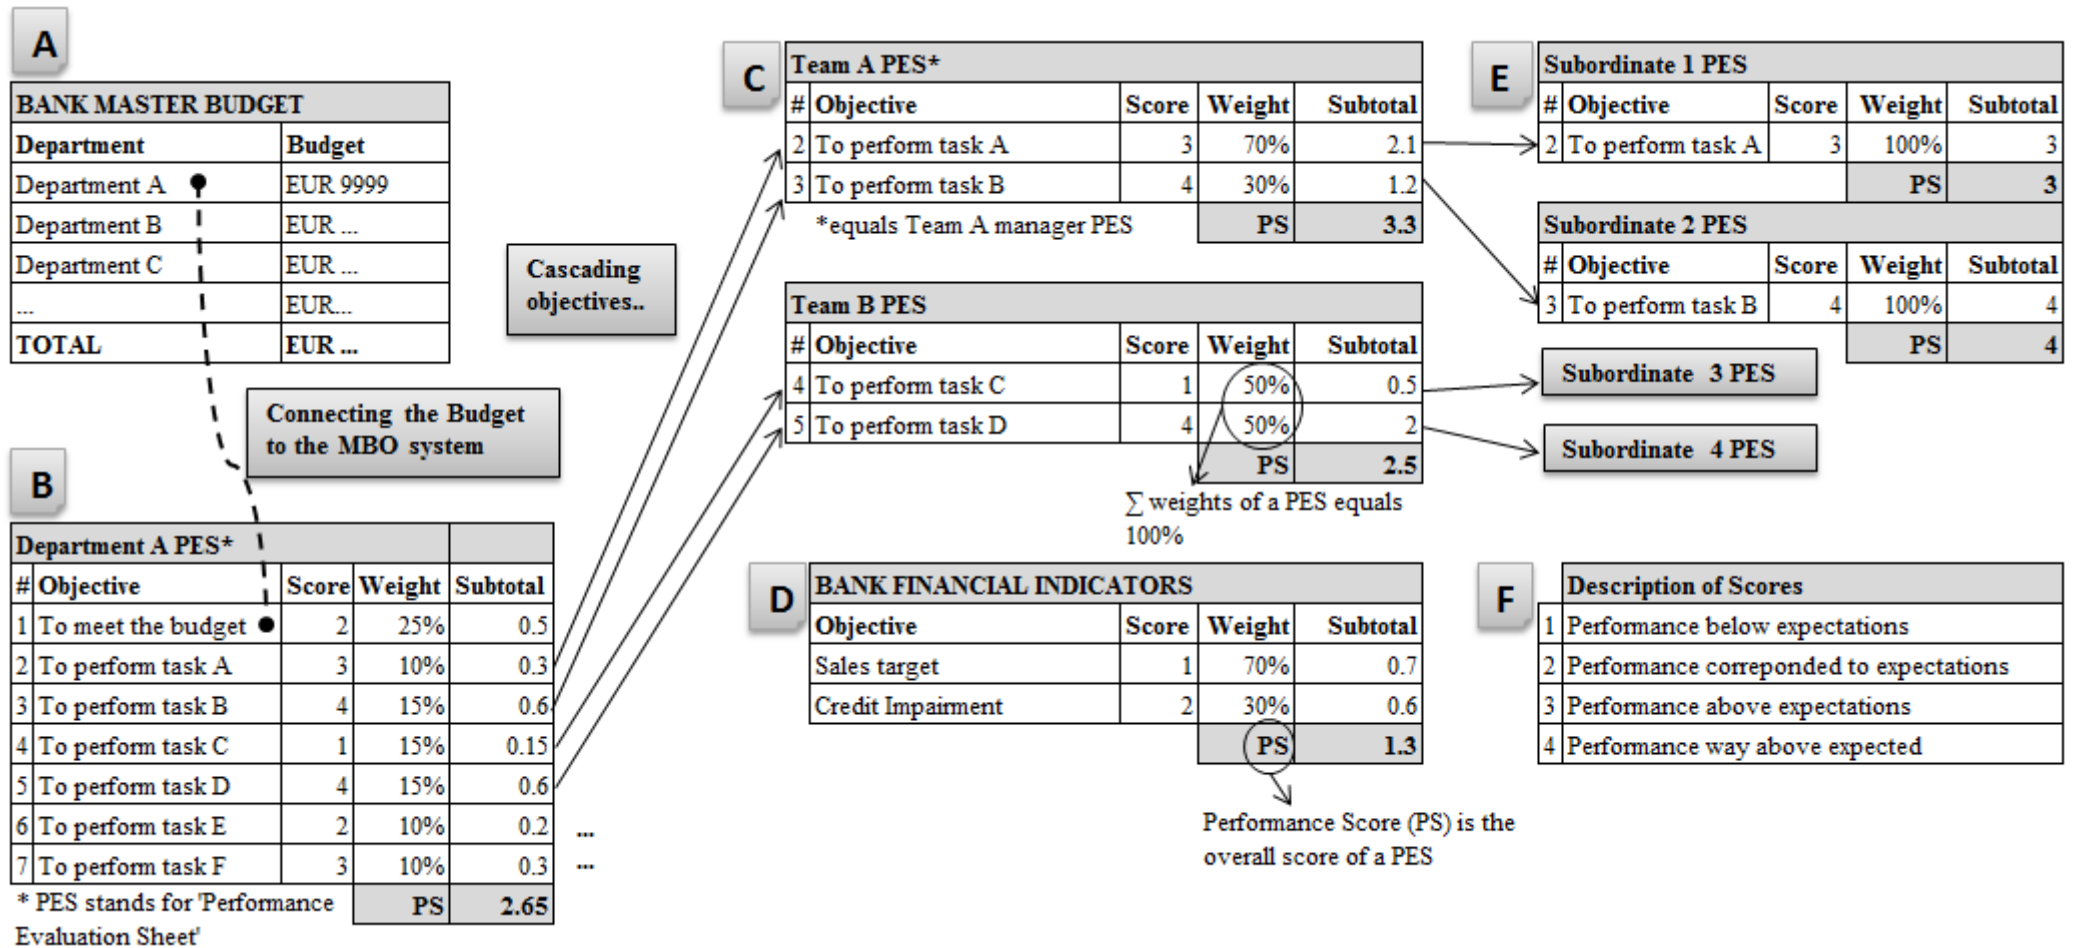 A
BANK MASTER BUDGET
Department Budget
Department A EUR 9999
Department B EUR ...
Department C EUR ...
... EUR...
TOTAL EUR ...
Connecting the Budget
to the MBO system
B
Department A PES*
# Objective Score Weight Subtotal
1 To meet the budget 2 25% 0.5
2 To perform task A 3 10% 0.3
3 To perform task B 4 15% 0.6
4 To perform task C 1 15% 0.15
5 To perform task D 4 15% 0.6
6 To perform task E 2 10% 0.2 ...
7 To perform task F 3 10% 0.3 ...
PS 2.65
* PES stands for 'Performance
Evaluation Sheet'
Cascading
objectives..
C
Team A PES*
# Objective Score Weight Subtotal
2 To perform task A 3 70% 2.1
3 To perform task B 4 30% 1.2
*equals Team A manager PES PS 3.3
Team B PES
# Objective Score Weight Subtotal
4 To perform task C 1 50% 0.5
5 To perform task D 4 50% 2
PS 2.5
∑ weights of a PES equals
100%
D
BANK FINANCIAL INDICATORS
Objective Score Weight Subtotal
Sales target 1 70% 0.7
Credit Impairment 2 30% 0.6
PS 1.3
Performance Score (PS) is the
overall score of a PES
E
Subordinate 1 PES
# Objective Score Weight Subtotal
2 To perform task A 3 100% 3
PS 3
Subordinate 2 PES
# Objective Score Weight Subtotal
3 To perform task B 4 100% 4
PS 4
Subordinate 3 PES
Subordinate 4 PES
F
Description of Scores
1 Performance below expectations
2 Performance correponded to expectations
3 Performance above expectations
4 Performance way above expected